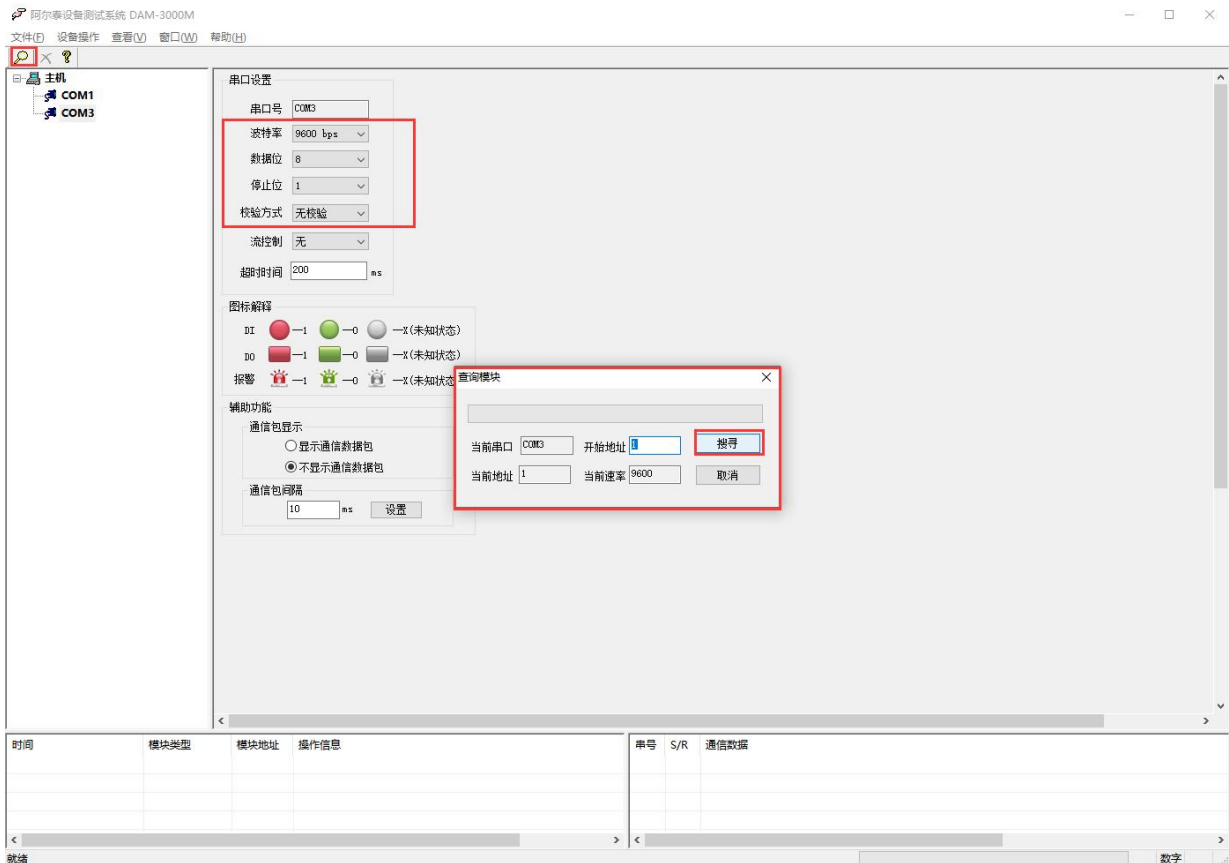 阿尔泰设备测试系统 DAM-3000M
文件(F) 设备操作 查看(V) 窗口(W) 帮助(H)
主机
COM1
COM3
串口设置
串口号 COM3
波特率 9600 bps
数据位 8
停止位 1
校验方式 无校验
流控制 无
超时时间 200 ms
图标解释
DI —1 —0 —X(未知状态)
DO —1 —0 —X(未知状态)
报警 —1 —0 —X(未知状态
辅助功能
通信包显示
显示通信数据包
不显示通信数据包
通信包间隔
10 ms 设置
查询模块
当前串口 COM3 开始地址 1 搜寻
当前地址 1 当前速率 9600 取消
时间 模块类型 模块地址 操作信息
串号 S/R 通信数据
就绪
数字